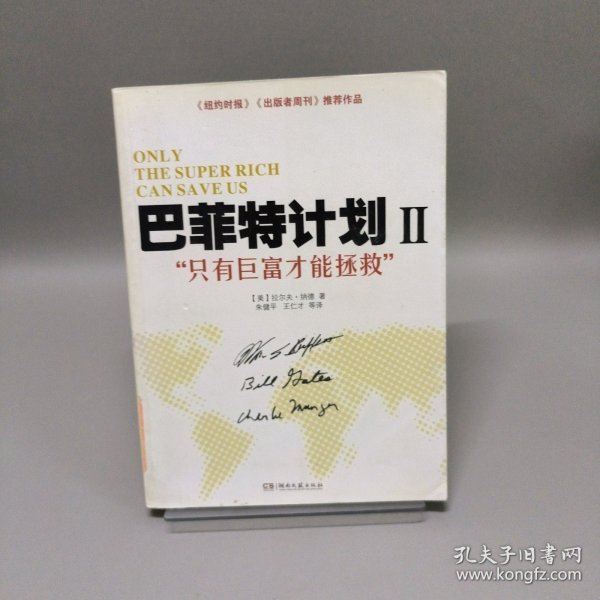 《纽约时报》《出版者周刊》推荐作品
ONLY
THE SUPER RICH
CAN SAVE US
巴菲特计划 II
“只有巨富才能拯救”
【美】拉尔夫·纳德 著
朱健平 王仁才 等译
Bill Gates
Charlie Munger
湖南文艺出版社
孔夫子旧书网
www.kongfz.com